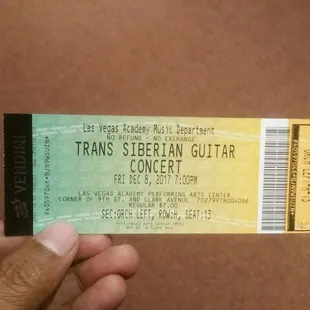 Las Vegas Academy Music Department
NO REFUND - NO EXCHANGE
TRANS SIBERIAN GUITAR
CONCERT
FRI DEC 8, 2017 7:00PM
LAS VEGAS ACADEMY PERFORMING ARTS CENTER
CORNER OF 9TH ST. AND CLARK AVENUE 7027997800+096
REGULAR $7.00
SEC:ORCH LEFT, ROW:H, SEAT:13
VENDINI